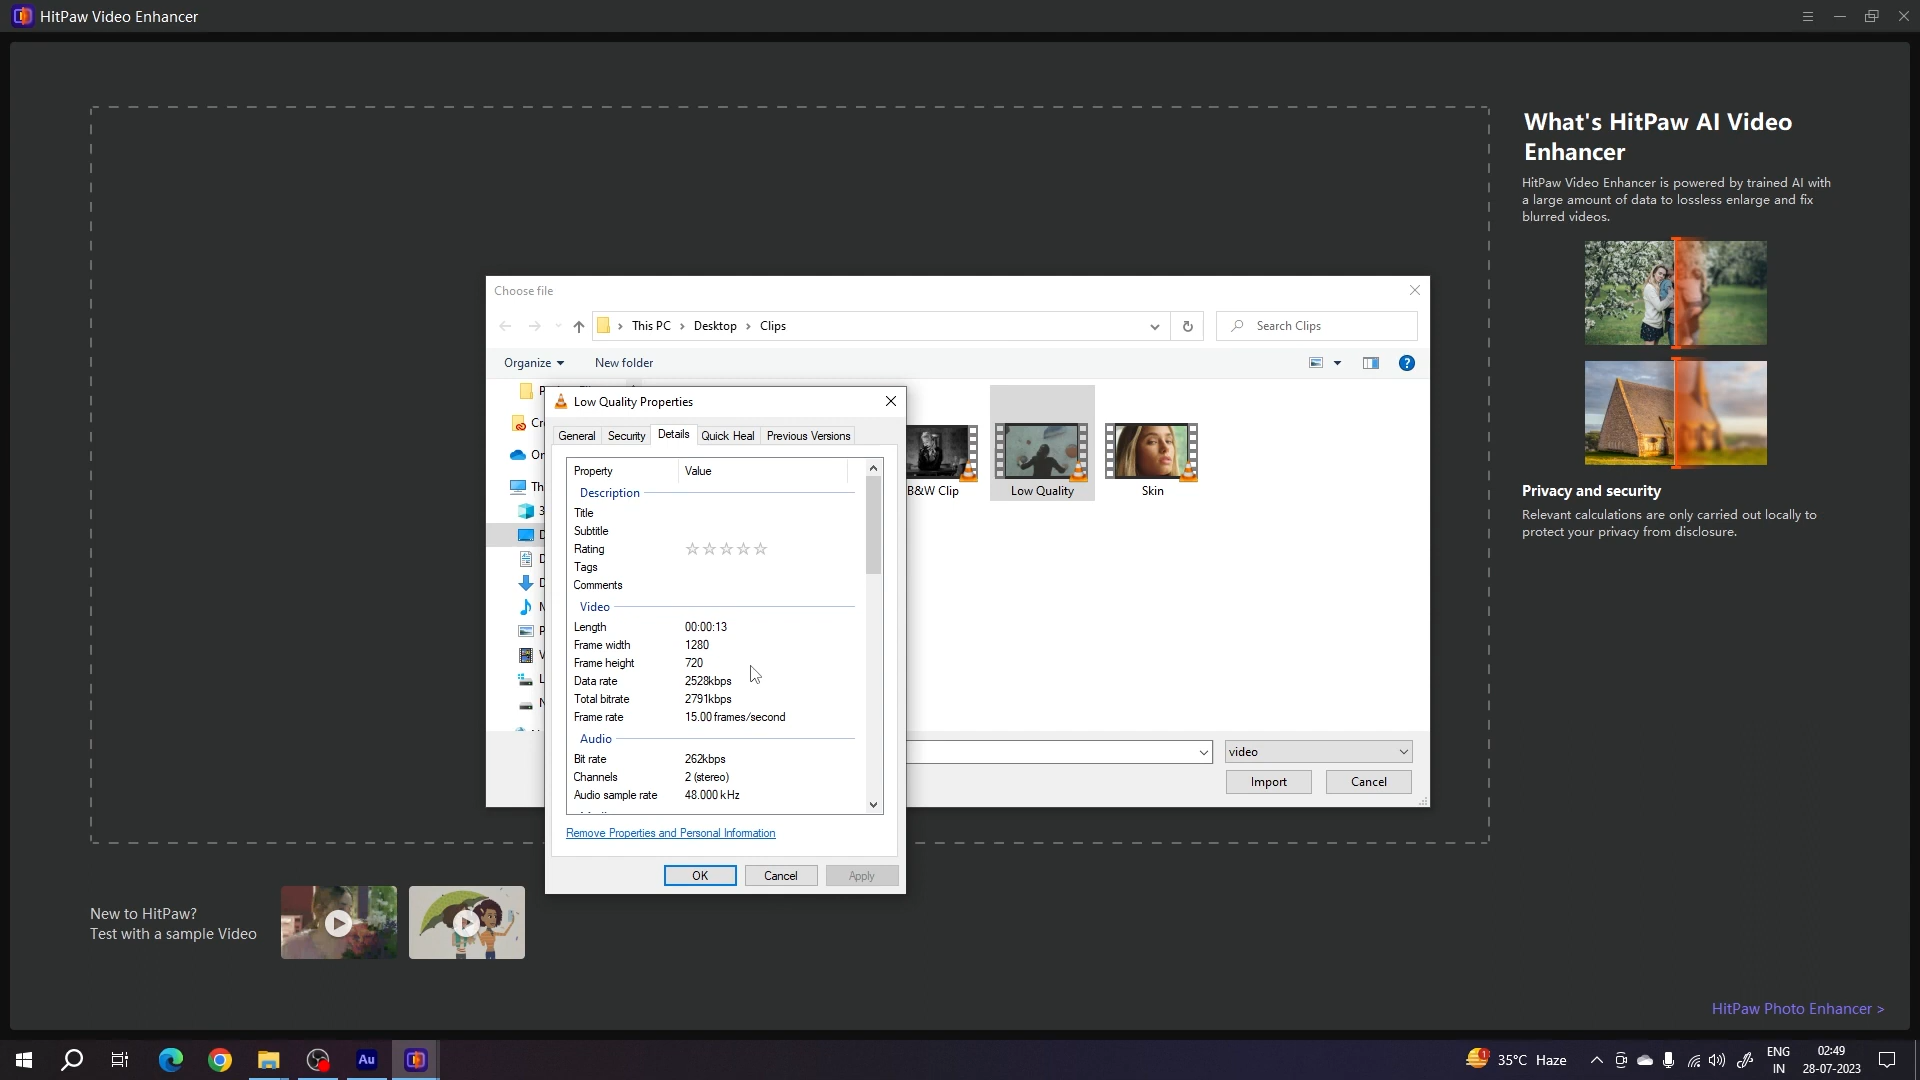 HitPaw Video Enhancer
What's HitPaw AI Video
Enhancer
HitPaw Video Enhancer is powered by trained AI with
a large amount of data to lossless enlarge and fix
blurred videos.
Privacy and security
Relevant calculations are only carried out locally to
protect your privacy from disclosure.
Choose file
This PC > Desktop > Clips
Search Clips
Organize
New folder
B&W Clip
Low Quality
Skin
video
Import
Cancel
Low Quality Properties
General
Security
Details
Quick Heal
Previous Versions
Property Value
Description
Title
Subtitle
Rating
Tags
Comments
Video
Length 00:00:13
Frame width 1280
Frame height 720
Data rate 2528kbps
Total bitrate 2791kbps
Frame rate 15.00 frames/second
Audio
Bit rate 262kbps
Channels 2 (stereo)
Audio sample rate 48.000 kHz
Remove Properties and Personal Information
OK
Cancel
Apply
New to HitPaw?
Test with a sample Video
HitPaw Photo Enhancer >
Au
35°C Haze
ENG
IN
02:49
28-07-2023